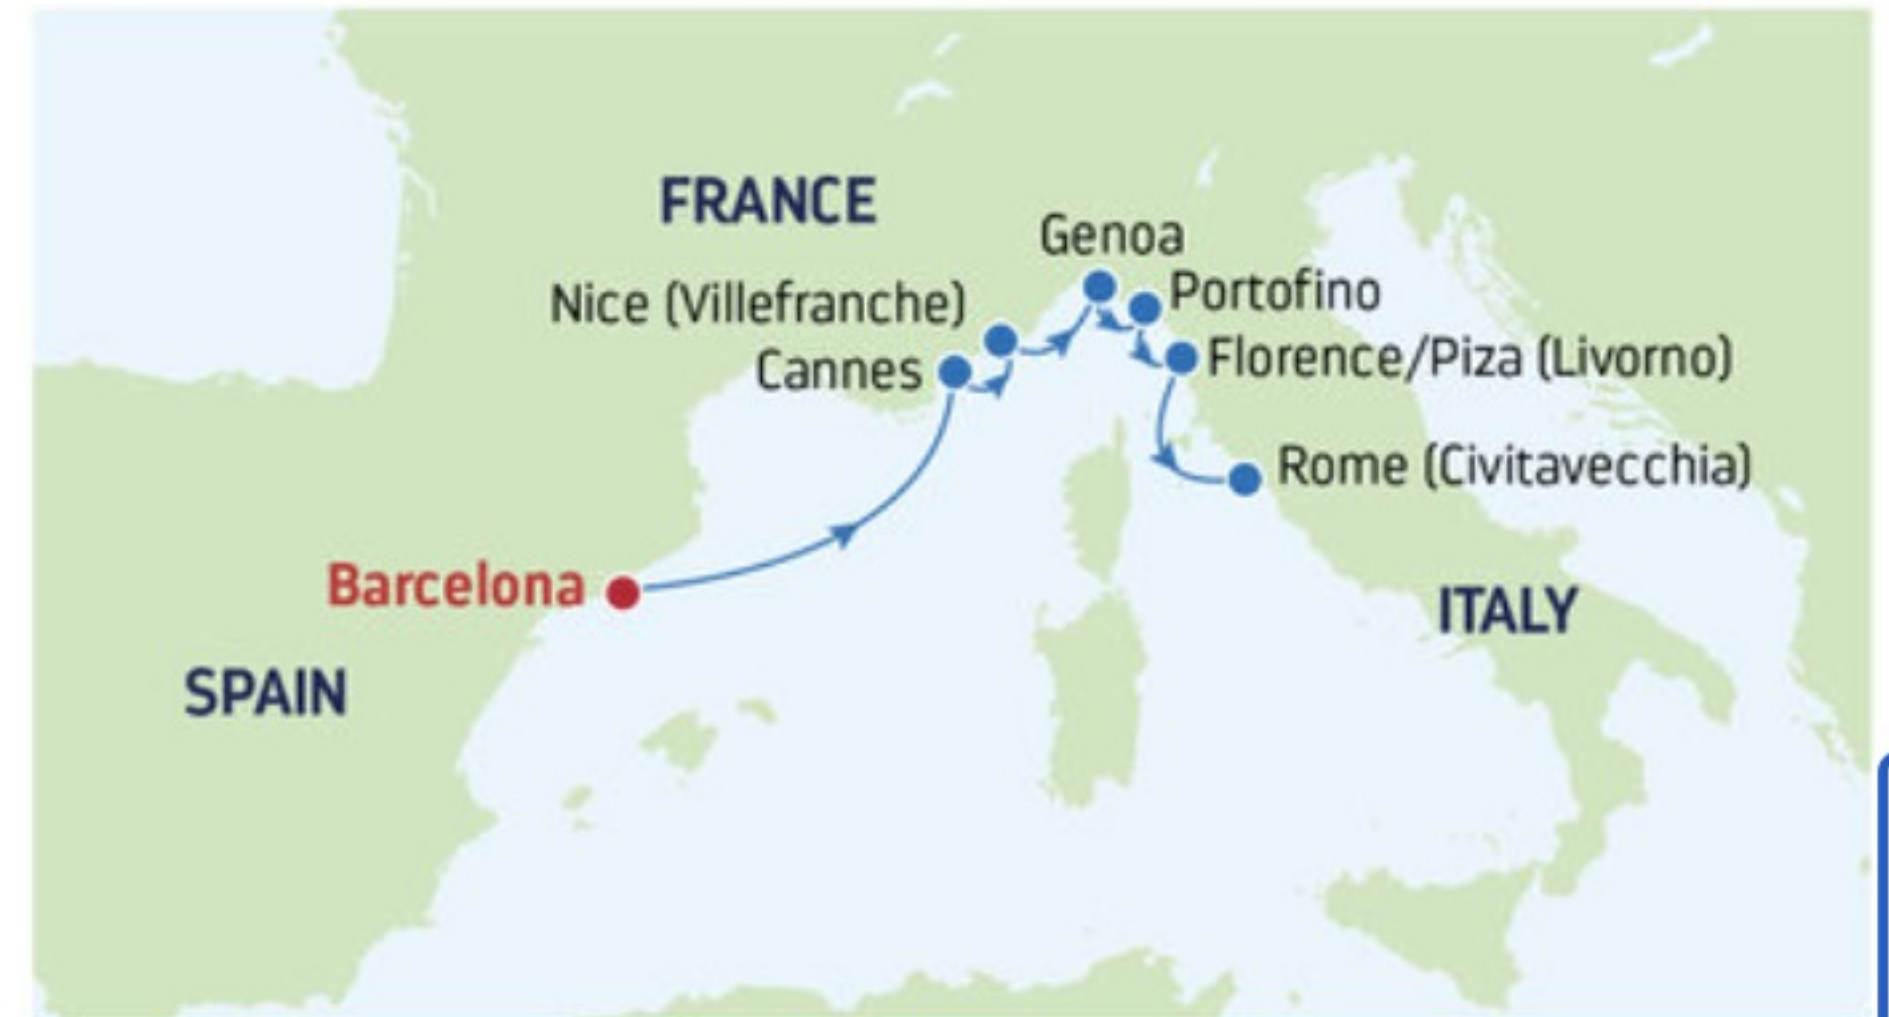 FRANCE
Genoa
Portofino
Nice (Villefranche)
Cannes
Florence/Piza (Livorno)
Rome (Civitavecchia)
Barcelona
ITALY
SPAIN